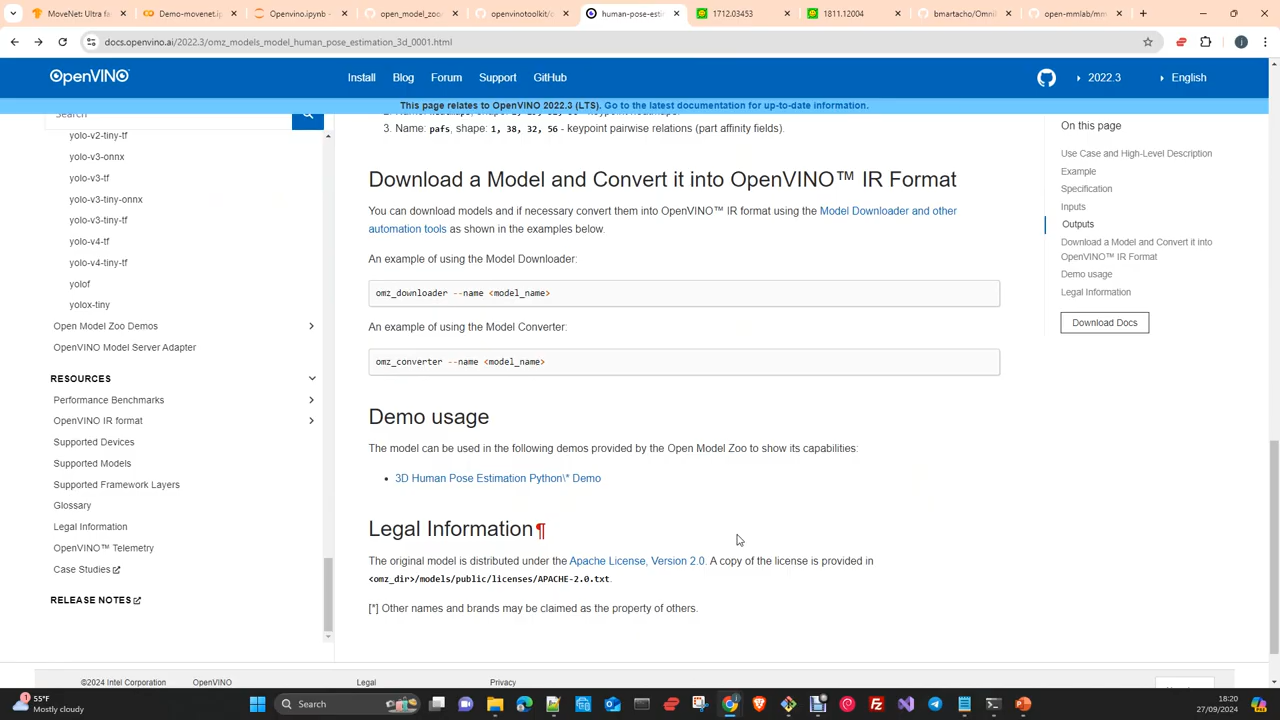 MoveNet: Ultra fa
Demo-movenet.ip
Openvino.ipynb -
open_model_zoo
openvinotoolkit/o
human-pose-esti
1712.03453
1811.12004
bmartacho/Omni
open-mmlab/mm
docs.openvino.ai/2022.3/omz_models_model_human_pose_estimation_3d_0001.html
OpenVINO
Install
Blog
Forum
Support
GitHub
2022.3
English
This page relates to OpenVINO 2022.3 (LTS). Go to the latest documentation for up-to-date information.
Search
yolo-v2-tiny-tf
yolo-v3-onnx
yolo-v3-tf
yolo-v3-tiny-onnx
yolo-v3-tiny-tf
yolo-v4-tf
yolo-v4-tiny-tf
yolof
yolox-tiny
Open Model Zoo Demos
OpenVINO Model Server Adapter
RESOURCES
Performance Benchmarks
OpenVINO IR format
Supported Devices
Supported Models
Supported Framework Layers
Glossary
Legal Information
OpenVINO™ Telemetry
Case Studies
RELEASE NOTES
3. Name: pafs, shape: 1, 38, 32, 56 - keypoint pairwise relations (part affinity fields).
Download a Model and Convert it into OpenVINO™ IR Format
You can download models and if necessary convert them into OpenVINO™ IR format using the Model Downloader and other
automation tools as shown in the examples below.
An example of using the Model Downloader:
omz_downloader --name <model_name>
An example of using the Model Converter:
omz_converter --name <model_name>
Demo usage
The model can be used in the following demos provided by the Open Model Zoo to show its capabilities:
• 3D Human Pose Estimation Python\* Demo
Legal Information¶
The original model is distributed under the Apache License, Version 2.0. A copy of the license is provided in
<omz_dir>/models/public/licenses/APACHE-2.0.txt.
[*] Other names and brands may be claimed as the property of others.
On this page
Use Case and High-Level Description
Example
Specification
Inputs
Outputs
Download a Model and Convert it into
OpenVINO™ IR Format
Demo usage
Legal Information
Download Docs
©2024 Intel Corporation
OpenVINO
Legal
Privacy
1
55°F
Mostly cloudy
Search
18:20
27/09/2024